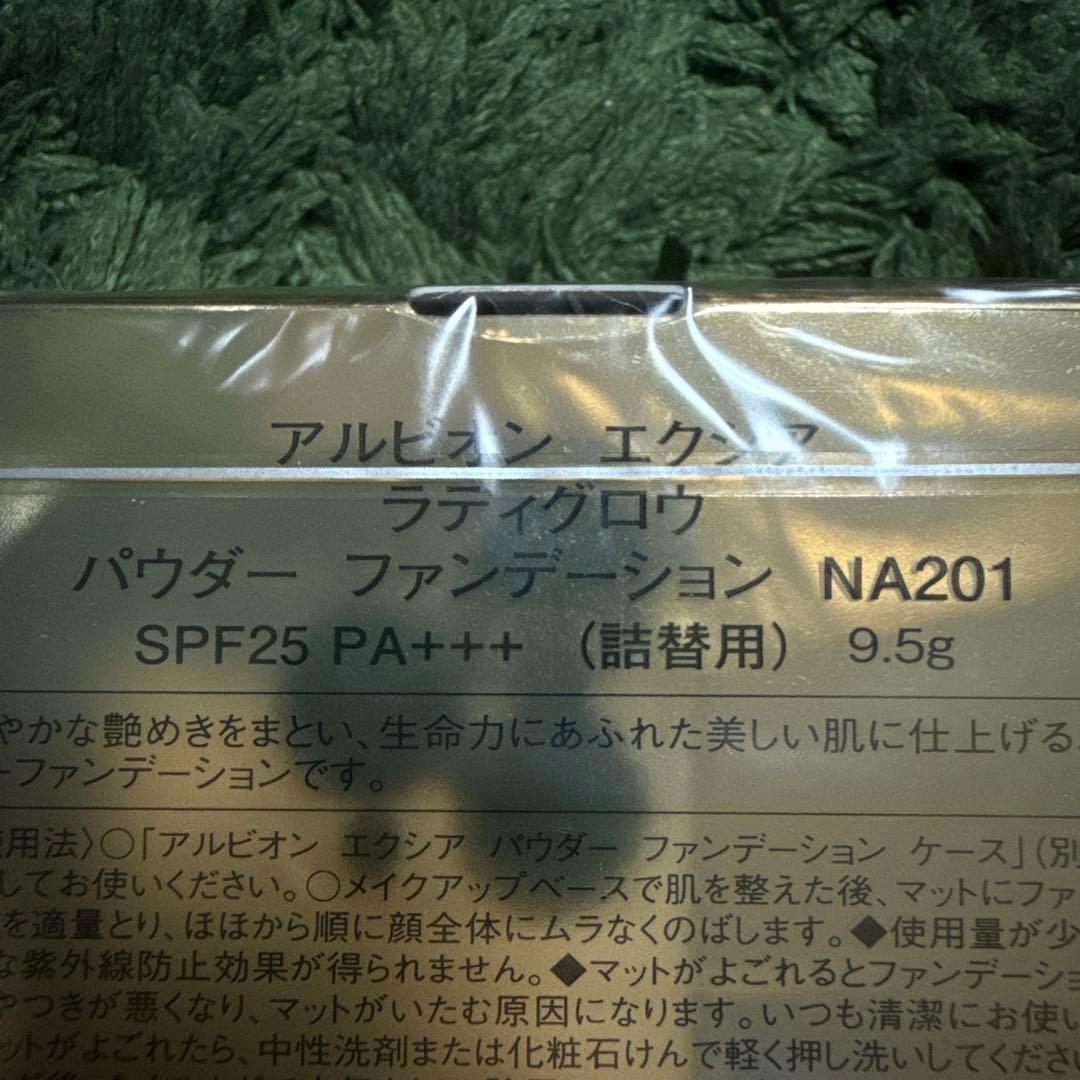 アルビオン エクシア
ラティグロウ
パウダー ファンデーション NA201
SPF25 PA+++ (詰替用) 9.5g
やかな艶めきをまとい、生命力にあふれた美しい肌に仕上げる
ーファンデーションです。
用法〉○「アルビオン エクシア パウダー ファンデーション ケース」(別
してお使いください。○メイクアップベースで肌を整えた後、マットにファ
を適量とり、ほほから順に顔全体にムラなくのばします。◆使用量が少
な紫外線防止効果が得られません。◆マットがよごれるとファンデーショ
やつきが悪くなり、マットがいたむ原因になります。いつも清潔にお使い
ットがよごれたら、中性洗剤または化粧石けんで軽く押し洗いしてくださ